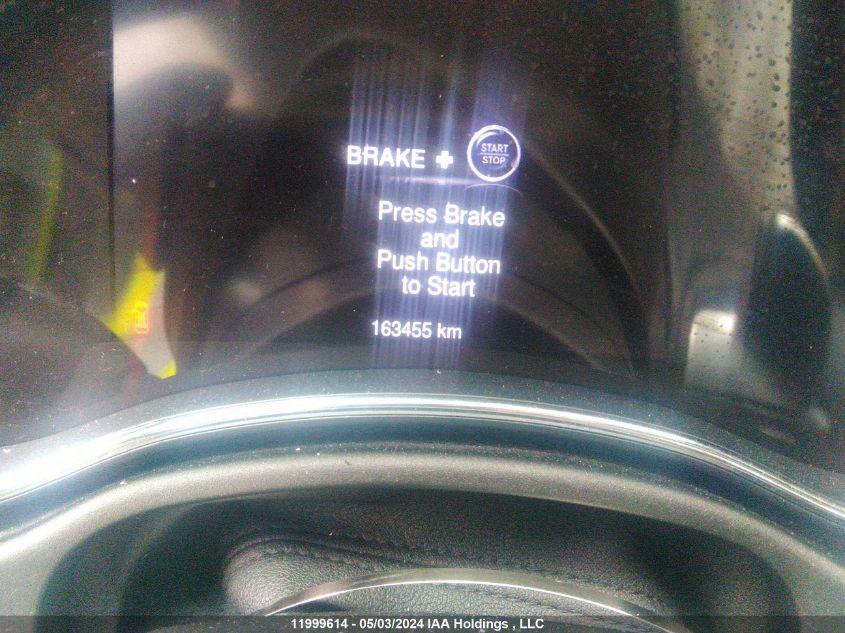 BRAKE + START STOP
Press Brake
and
Push Button
to Start
163455 km
11999614 - 05/03/2024 IAA Holdings , LLC